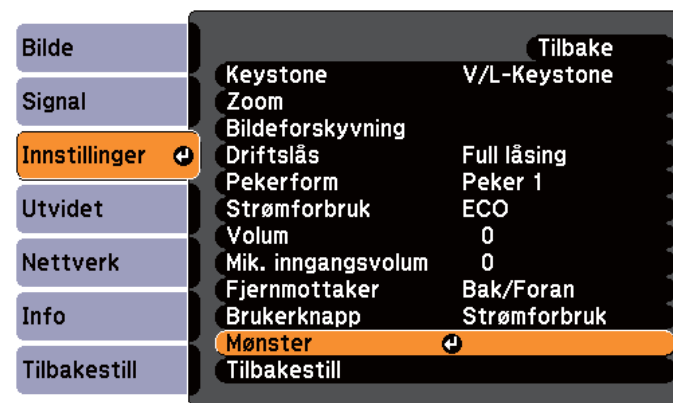 Bilde
Signal
Innstillinger
Utvidet
Nettverk
Info
Tilbakestill
Tilbake
Keystone V/L-Keystone
Zoom
Bildeforskyvning
Driftslås Full låsing
Pekerform Peker 1
Strømforbruk ECO
Volum 0
Mik. inngangsvolum 0
Fjernmottaker Bak/Foran
Brukerknapp Strømforbruk
Mønster
Tilbakestill